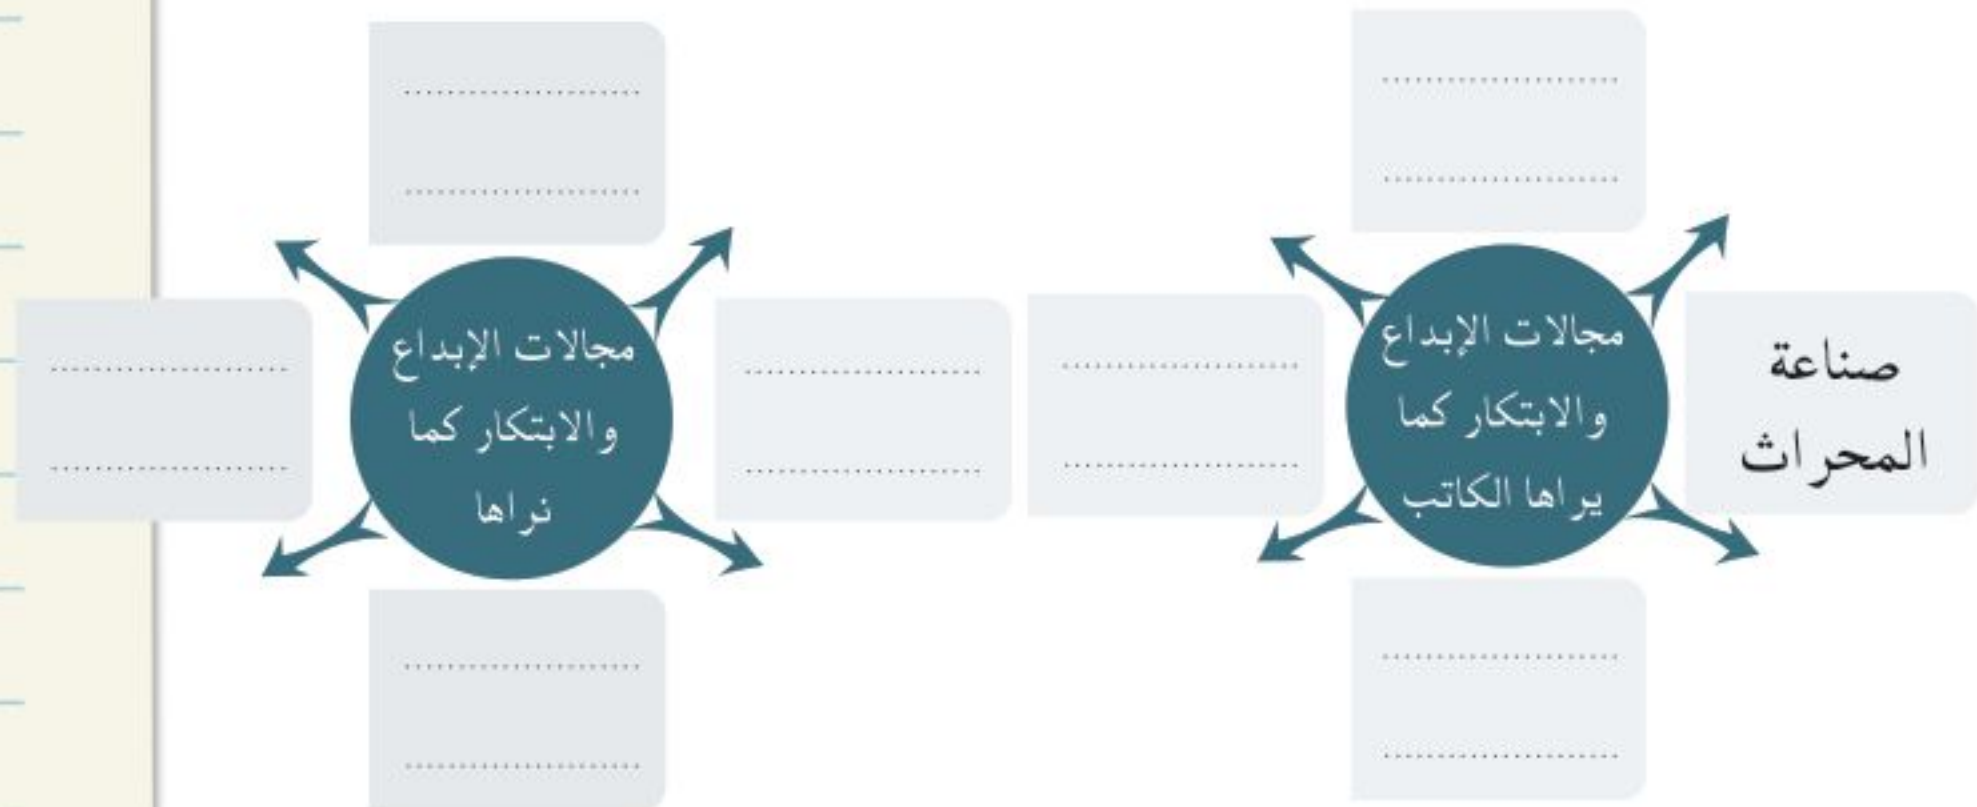 صناعة
المحراث
مجالات الإبداع
والابتكار كما
يراها الكاتب
مجالات الإبداع
والابتكار كما
نراها